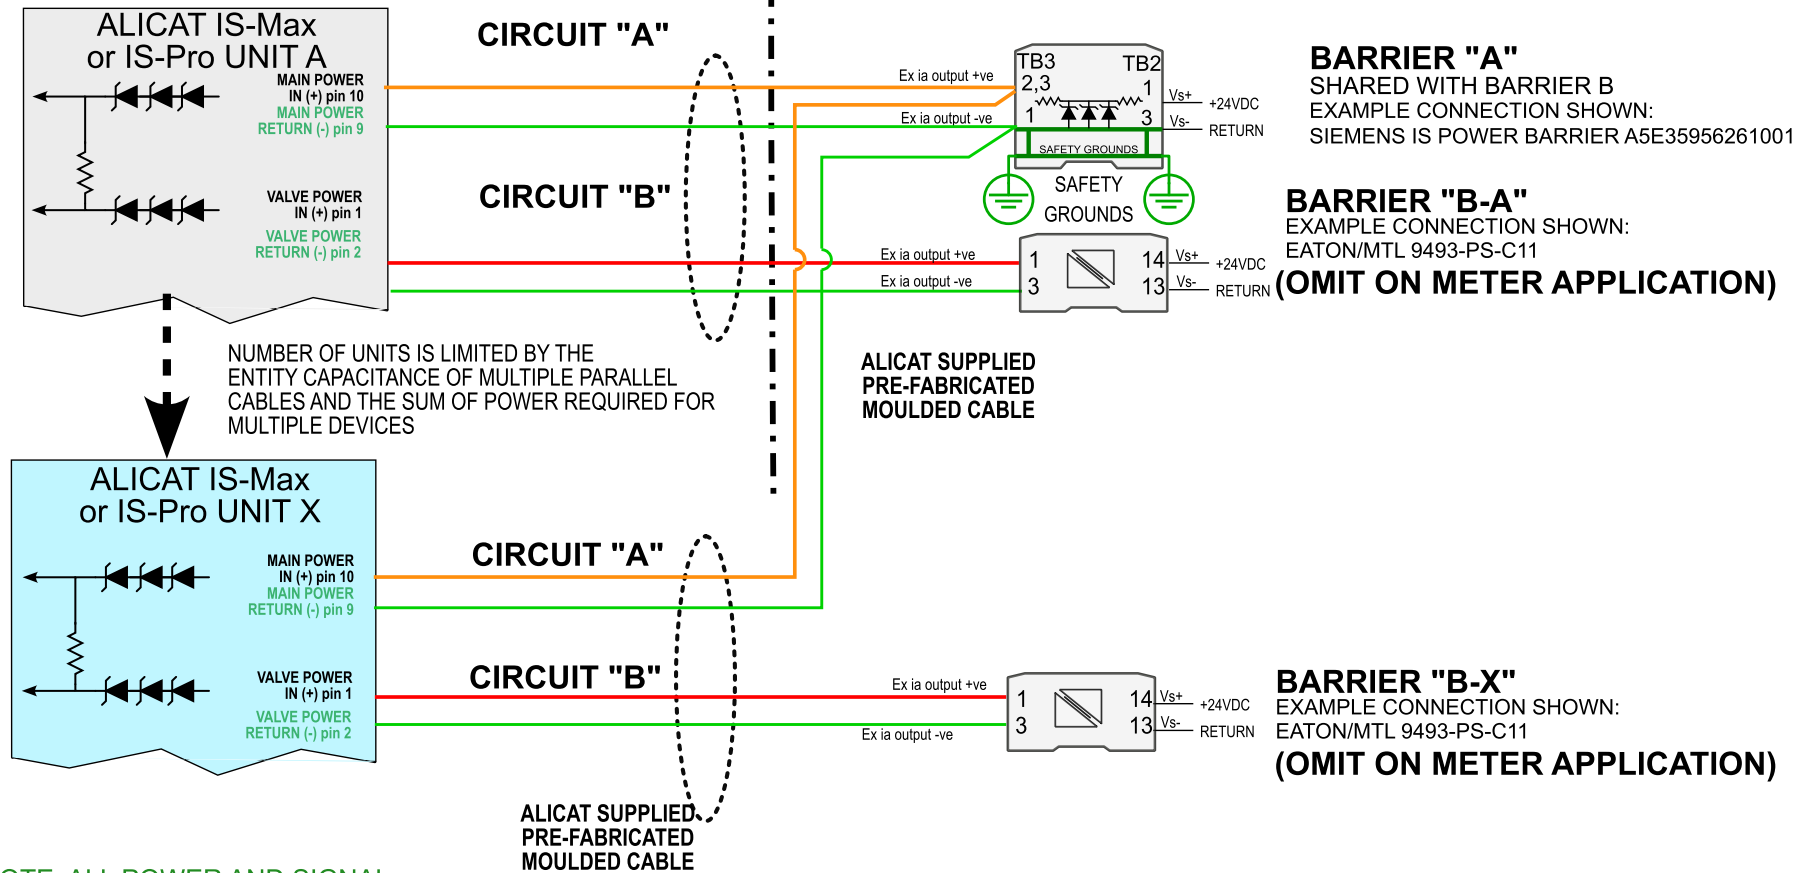 ALICAT IS-Max
or IS-Pro UNIT A
MAIN POWER
IN (+) pin 10
MAIN POWER
RETURN (-) pin 9
VALVE POWER
IN (+) pin 1
VALVE POWER
RETURN (-) pin 2
CIRCUIT "A"
CIRCUIT "B"
Ex ia output +ve
Ex ia output -ve
TB3
TB2
2,3
1
1
3
SAFETY GROUNDS
Vs+
+24VDC
Vs-
RETURN
SAFETY
GROUNDS
BARRIER "A"
SHARED WITH BARRIER B
EXAMPLE CONNECTION SHOWN:
SIEMENS IS POWER BARRIER A5E35956261001
Ex ia output +ve
Ex ia output -ve
1
3
14
13
Vs+
+24VDC
Vs-
RETURN
BARRIER "B-A"
EXAMPLE CONNECTION SHOWN:
EATON/MTL 9493-PS-C11
(OMIT ON METER APPLICATION)
NUMBER OF UNITS IS LIMITED BY THE
ENTITY CAPACITANCE OF MULTIPLE PARALLEL
CABLES AND THE SUM OF POWER REQUIRED FOR
MULTIPLE DEVICES
ALICAT SUPPLIED
PRE-FABRICATED
MOULDED CABLE
ALICAT IS-Max
or IS-Pro UNIT X
MAIN POWER
IN (+) pin 10
MAIN POWER
RETURN (-) pin 9
VALVE POWER
IN (+) pin 1
VALVE POWER
RETURN (-) pin 2
CIRCUIT "A"
CIRCUIT "B"
Ex ia output +ve
Ex ia output -ve
1
3
14
13
Vs+
+24VDC
Vs-
RETURN
BARRIER "B-X"
EXAMPLE CONNECTION SHOWN:
EATON/MTL 9493-PS-C11
(OMIT ON METER APPLICATION)
ALICAT SUPPLIED
PRE-FABRICATED
MOULDED CABLE
ALL POWER AND SIGNAL